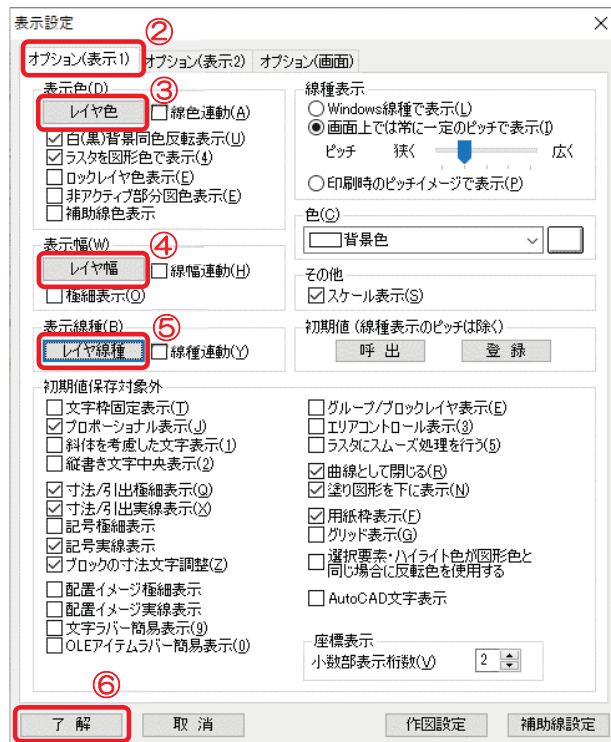 表示設定
②
オプション(表示1) オプション(表示2) オプション(画面)
表示色(D)
③
レイヤ色 線色連動(A)
白(黒)背景同色反転表示(U)
ラスタを図形色で表示(4)
ロックレイヤ色表示(E)
非アクティブ部分図色表示(E)
補助線色表示
表示幅(W)
④
レイヤ幅 線幅連動(H)
極細表示(O)
表示線種(B)
⑤
レイヤ線種 線種連動(Y)
線種表示
Windows線種で表示(L)
画面上では常に一定のピッチで表示(I)
ピッチ 狭く 広く
印刷時のピッチイメージで表示(P)
色(C)
背景色
その他
スケール表示(S)
初期値 (線種表示のピッチは除く)
呼 出 登 録
初期値保存対象外
文字枠固定表示(T)
プロポーショナル表示(J)
斜体を考慮した文字表示(1)
縦書き文字中央表示(2)
寸法/引出極細表示(Q)
寸法/引出実線表示(X)
記号極細表示
記号実線表示
ブロックの寸法文字調整(Z)
配置イメージ極細表示
配置イメージ実線表示
文字ラバー簡易表示(9)
OLEアイテムラバー簡易表示(0)
グループ/ブロックレイヤ表示(E)
エリアコントロール表示(3)
ラスタにスムーズ処理を行う(5)
曲線として閉じる(R)
塗り図形を下に表示(N)
用紙枠表示(F)
グリッド表示(G)
選択要素・ハイライト色が図形色と
同じ場合に反転色を使用する
AutoCAD文字表示
座標表示
小数部表示桁数(V) 2
⑥
了 解 取 消 作図設定 補助線設定